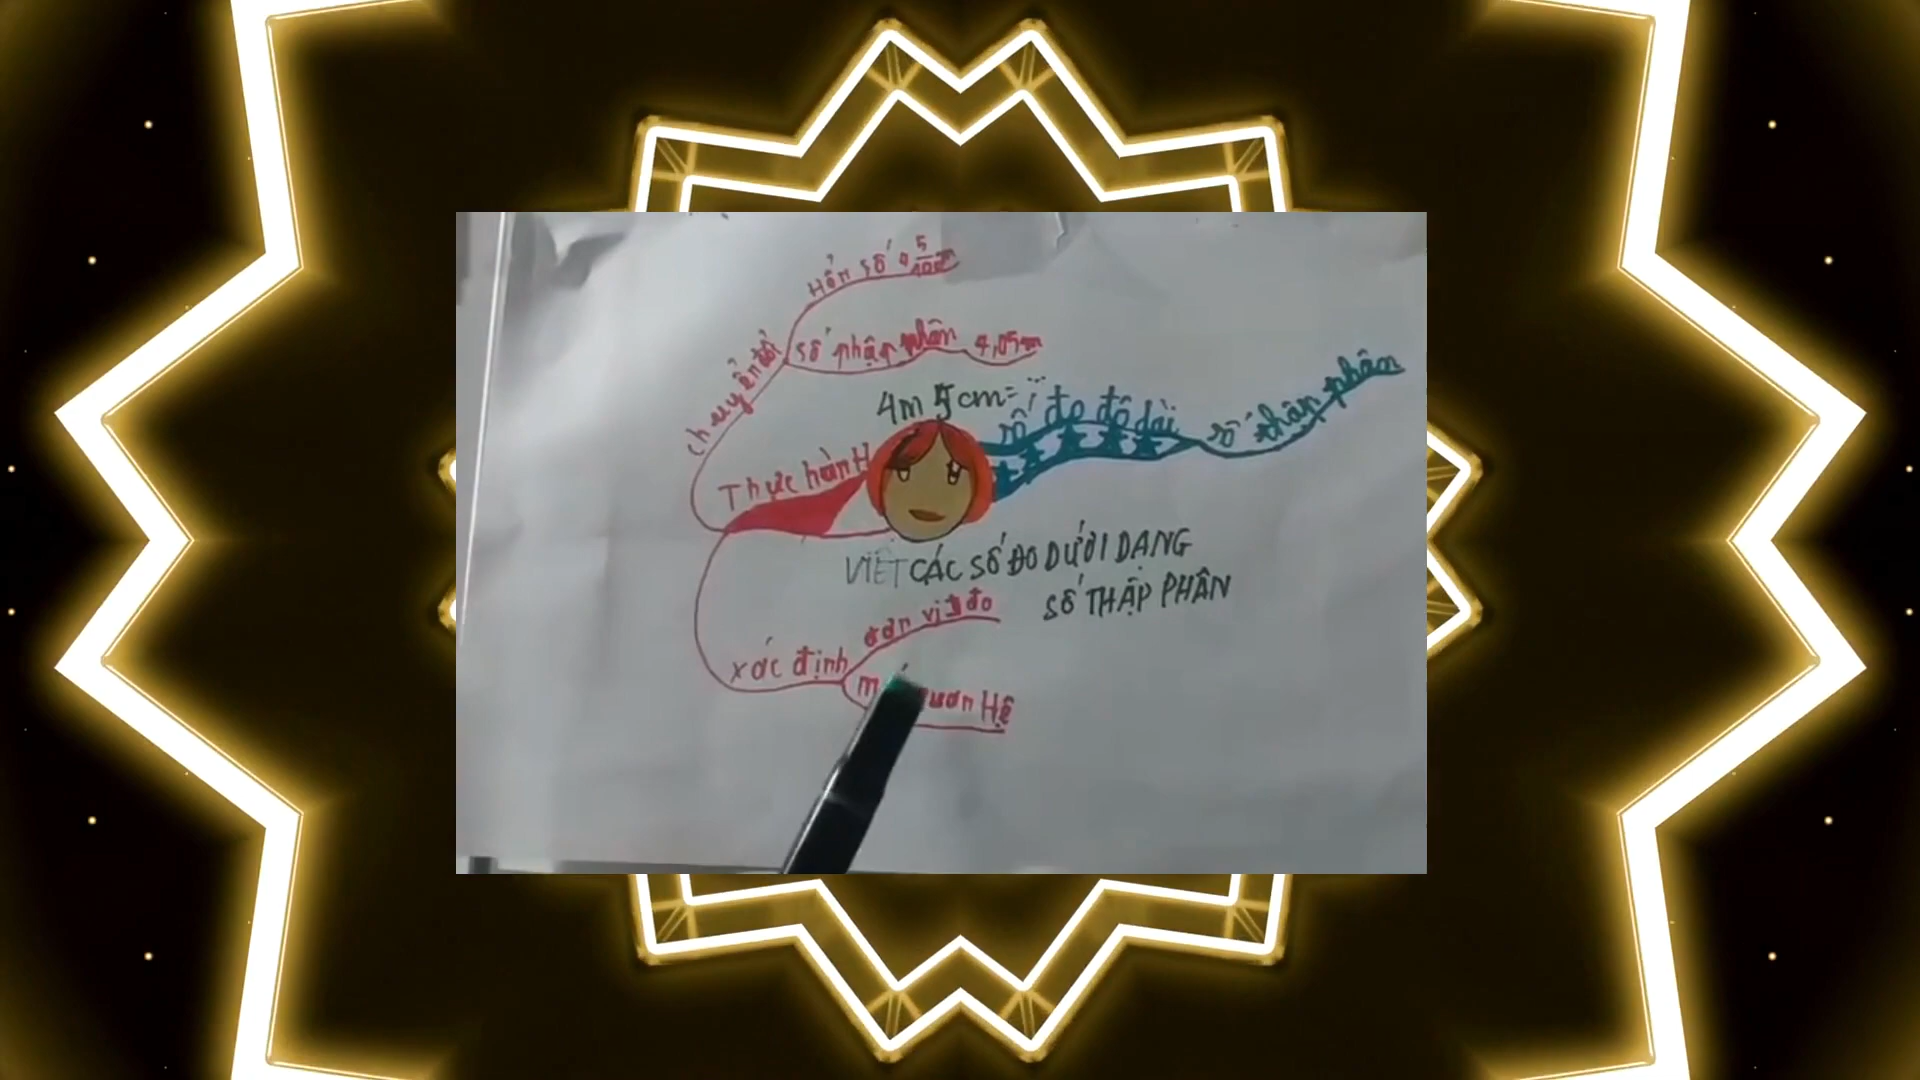 Hỗn số 4 5/100 m
số thập phân 4,05m
chuyển đổi
4m 5cm = ?
số đo độ dài
số thập phân
Thực hànH
VIẾT CÁC SỐ ĐO DƯỚI DẠNG
SỐ THẬP PHÂN
đơn vị đo
xác định
Hệ